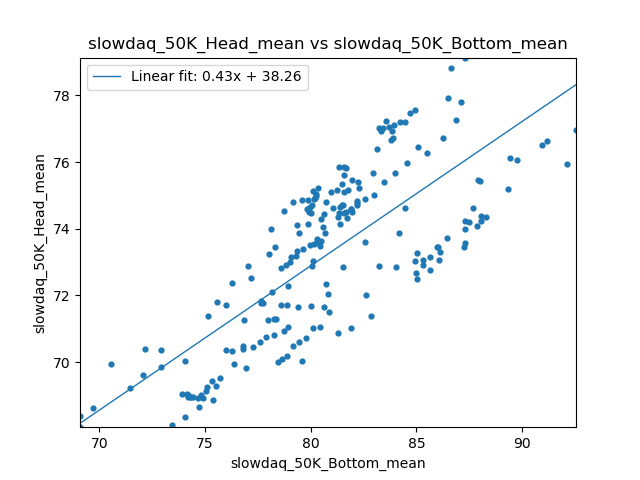 slowdaq_50K_Head_mean vs slowdaq_50K_Bottom_mean
Linear fit: 0.43x + 38.26
78
76
74
72
70
slowdaq_50K_Head_mean
70 75 80 85 90
slowdaq_50K_Bottom_mean